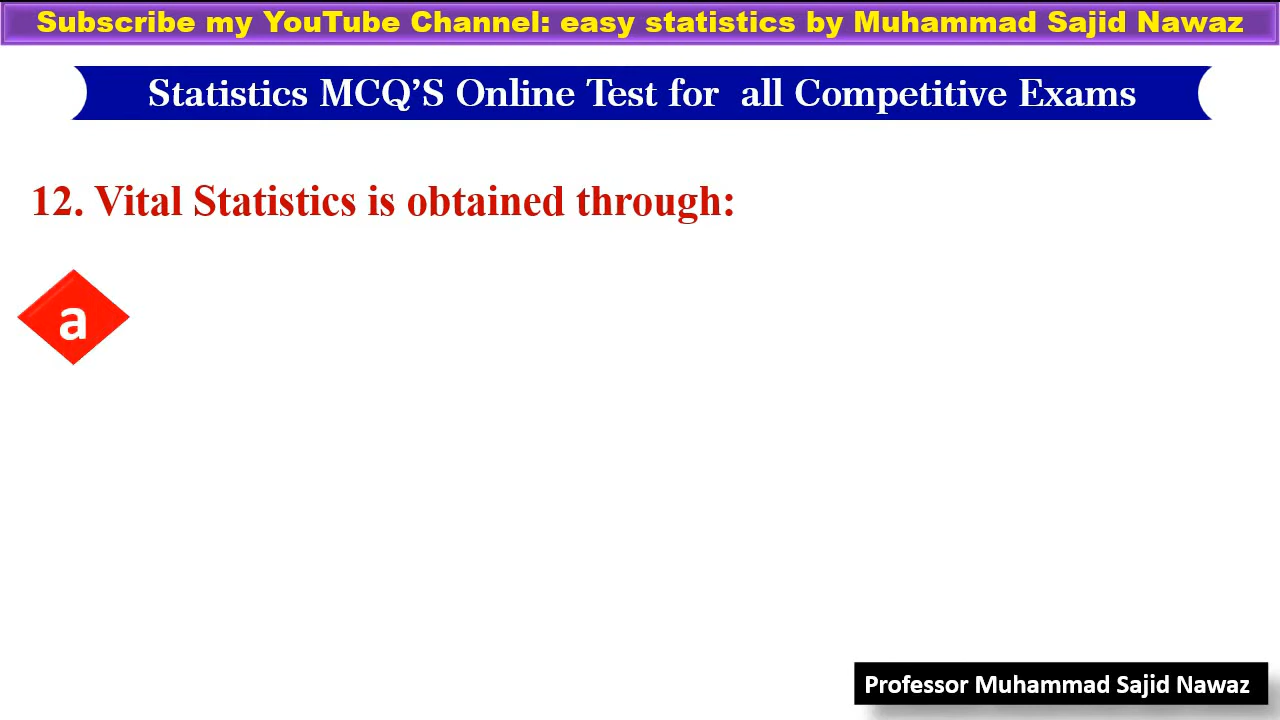 Subscribe my YouTube Channel: easy statistics by Muhammad Sajid Nawaz
Statistics MCQ’S Online Test for all Competitive Exams
12. Vital Statistics is obtained through:
a
Professor Muhammad Sajid Nawaz